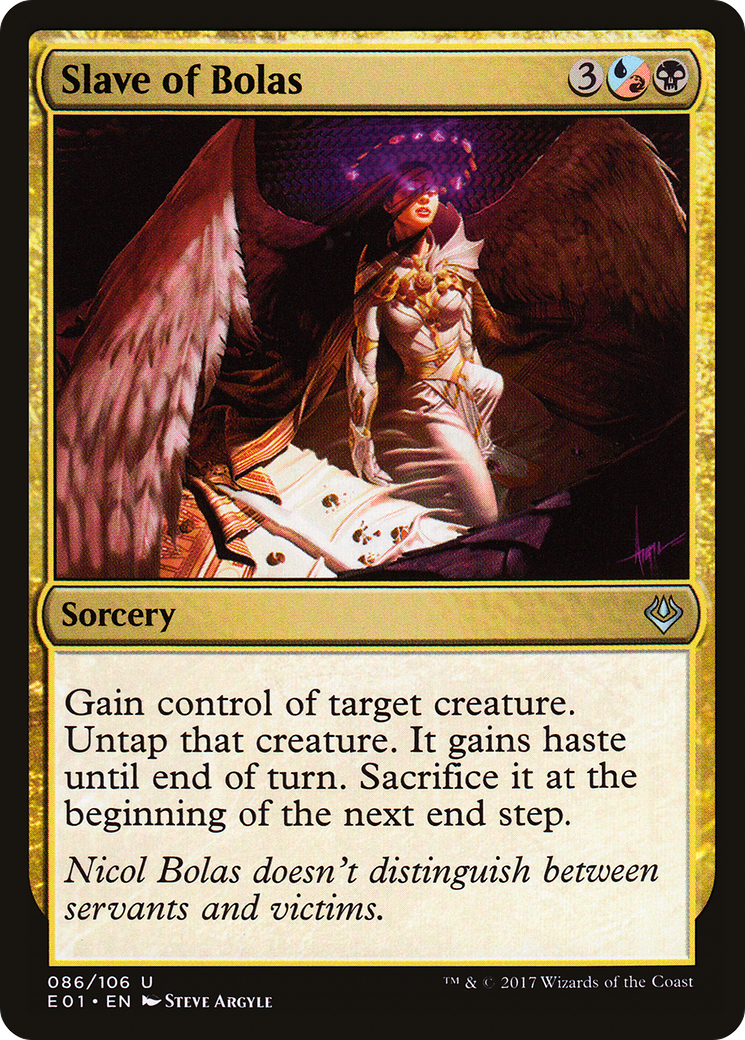 Slave of Bolas 3
Sorcery
Gain control of target creature.
Untap that creature. It gains haste
until end of turn. Sacrifice it at the
beginning of the next end step.
Nicol Bolas doesn't distinguish between
servants and victims.
086/106 U
™ & © 2017 Wizards of the Coast
E01 • EN Steve Argyle